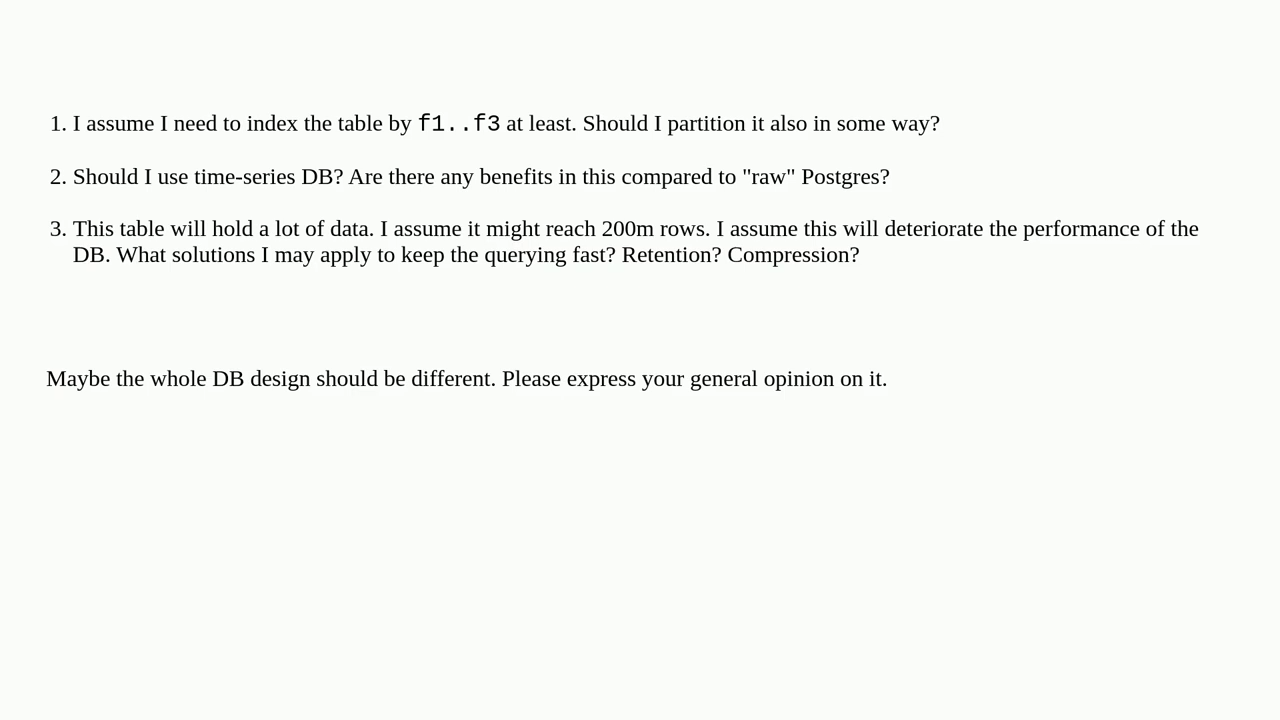 1. I assume I need to index the table by f1..f3 at least. Should I partition it also in some way?
2. Should I use time-series DB? Are there any benefits in this compared to "raw" Postgres?
3. This table will hold a lot of data. I assume it might reach 200m rows. I assume this will deteriorate the performance of the
DB. What solutions I may apply to keep the querying fast? Retention? Compression?
Maybe the whole DB design should be different. Please express your general opinion on it.